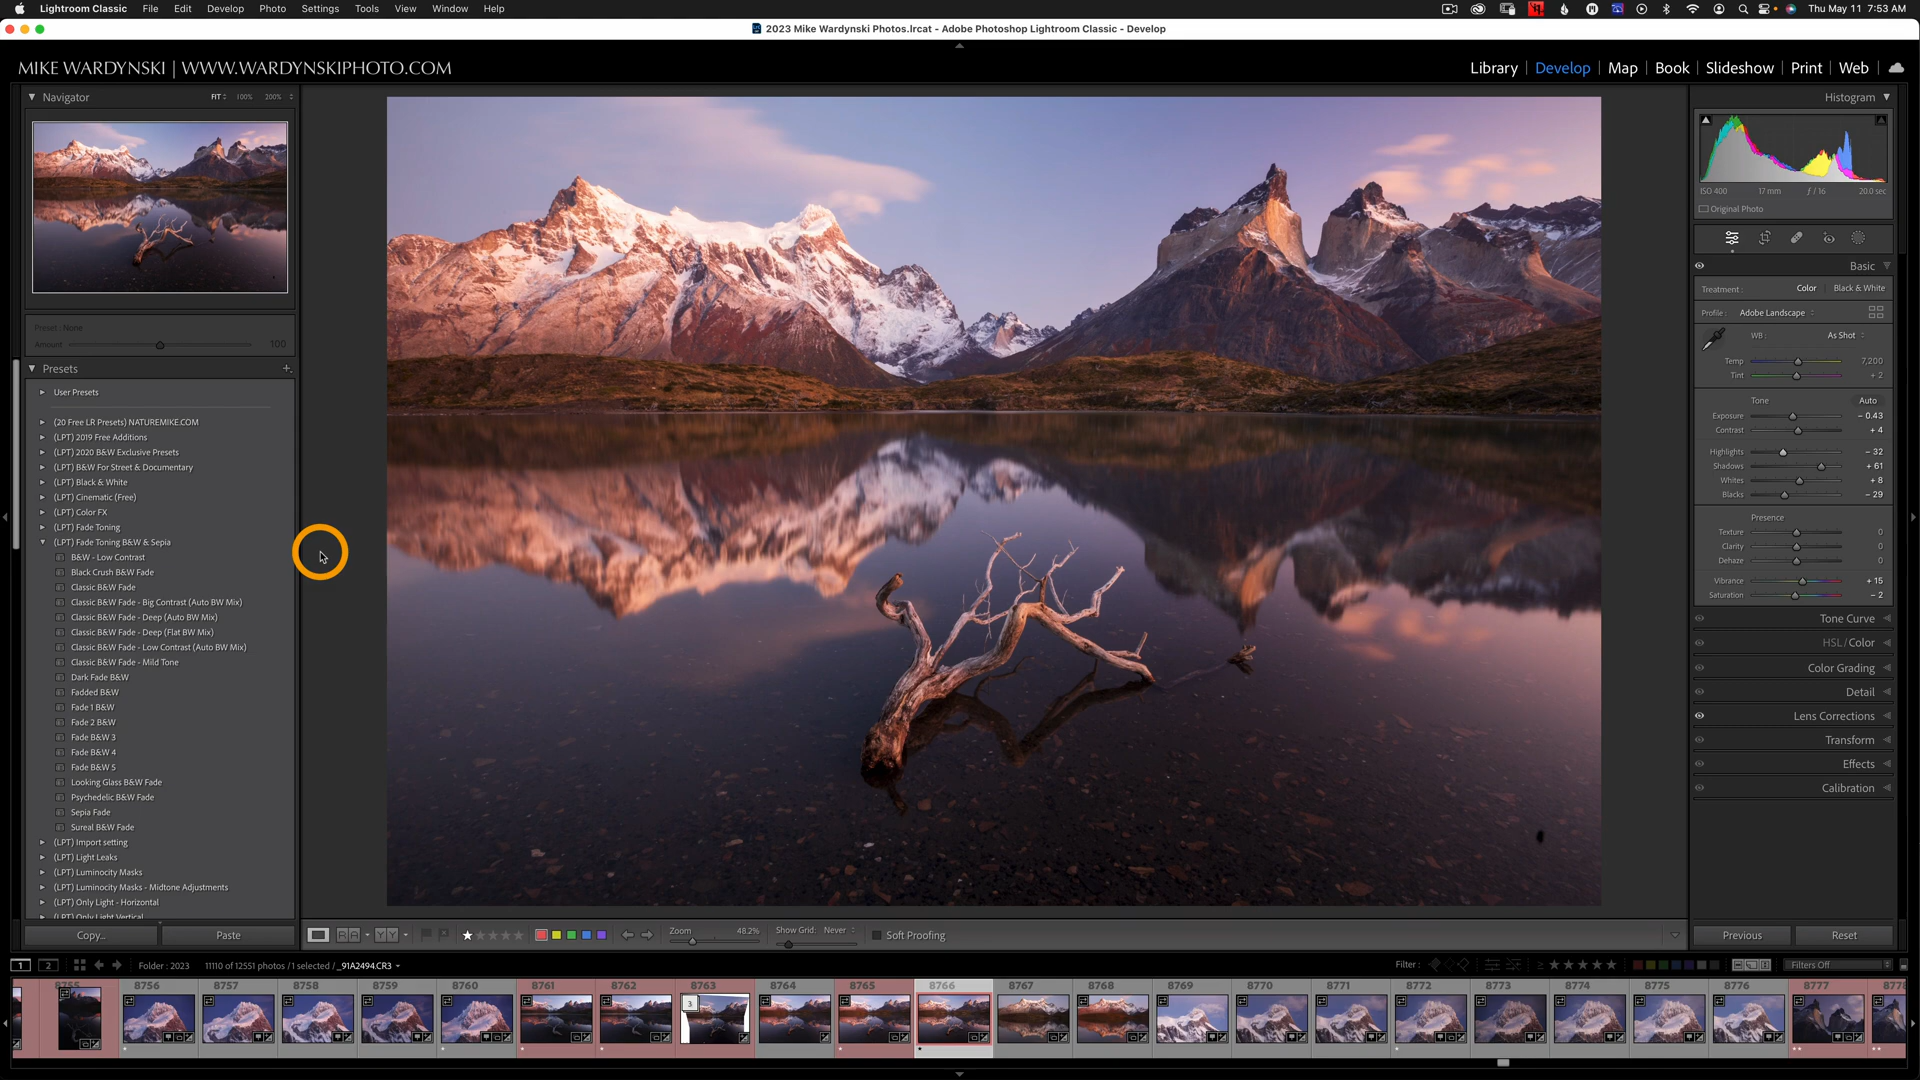 Lightroom Classic File Edit Develop Photo Settings Tools View Window Help Thu May 11 7:53 AM
2023 Mike Wardynski Photos.lrcat - Adobe Photoshop Lightroom Classic - Develop
MIKE WARDYNSKI | WWW.WARDYNSKIPHOTO.COM Library | Develop | Map | Book | Slideshow | Print | Web
Navigator FIT 100% 200%
Preset: None
Amount 100
Presets +
User Presets
(20 Free LR Presets) NATUREMIKE.COM
(LPT) 2019 Free Additions
(LPT) 2020 B&W Exclusive Presets
(LPT) B&W For Street & Documentary
(LPT) Black & White
(LPT) Cinematic (Free)
(LPT) Color FX
(LPT) Fade Toning
(LPT) Fade Toning B&W & Sepia
B&W - Low Contrast
Black Crush B&W Fade
Classic B&W Fade
Classic B&W Fade - Big Contrast (Auto BW Mix)
Classic B&W Fade - Deep (Auto BW Mix)
Classic B&W Fade - Deep (Flat BW Mix)
Classic B&W Fade - Low Contrast (Auto BW Mix)
Classic B&W Fade - Mild Tone
Dark Fade B&W
Fadded B&W
Fade 1 B&W
Fade 2 B&W
Fade B&W 3
Fade B&W 4
Fade B&W 5
Looking Glass B&W Fade
Psychedelic B&W Fade
Sepia Fade
Sureal B&W Fade
(LPT) Import setting
(LPT) Light Leaks
(LPT) Luminocity Masks
(LPT) Luminocity Masks - Midtone Adjustments
(LPT) Only Light - Horizontal
(LPT) Only Light Vertical
Copy... Paste
Histogram
ISO 400 17 mm ƒ / 16 20.0 sec
Original Photo
Basic
Treatment : Color | Black & White
Profile : Adobe Landscape
WB : As Shot
Temp 7,200
Tint + 2
Tone Auto
Exposure − 0.43
Contrast + 4
Highlights − 32
Shadows + 61
Whites + 8
Blacks − 29
Presence
Texture 0
Clarity 0
Dehaze 0
Vibrance + 15
Saturation − 2
Tone Curve
HSL / Color
Color Grading
Detail
Lens Corrections
Transform
Effects
Calibration
Previous Reset
RA YY Zoom 48.2% Show Grid: Never Soft Proofing
1 2 Folder : 2023 11110 of 12551 photos / 1 selected / _91A2494.CR3 Filter : Filters Off
8755 8756 8757 8758 8759 8760 8761 8762 8763 8764 8765 8766 8767 8768 8769 8770 8771 8772 8773 8774 8775 8776 8777 8778
3